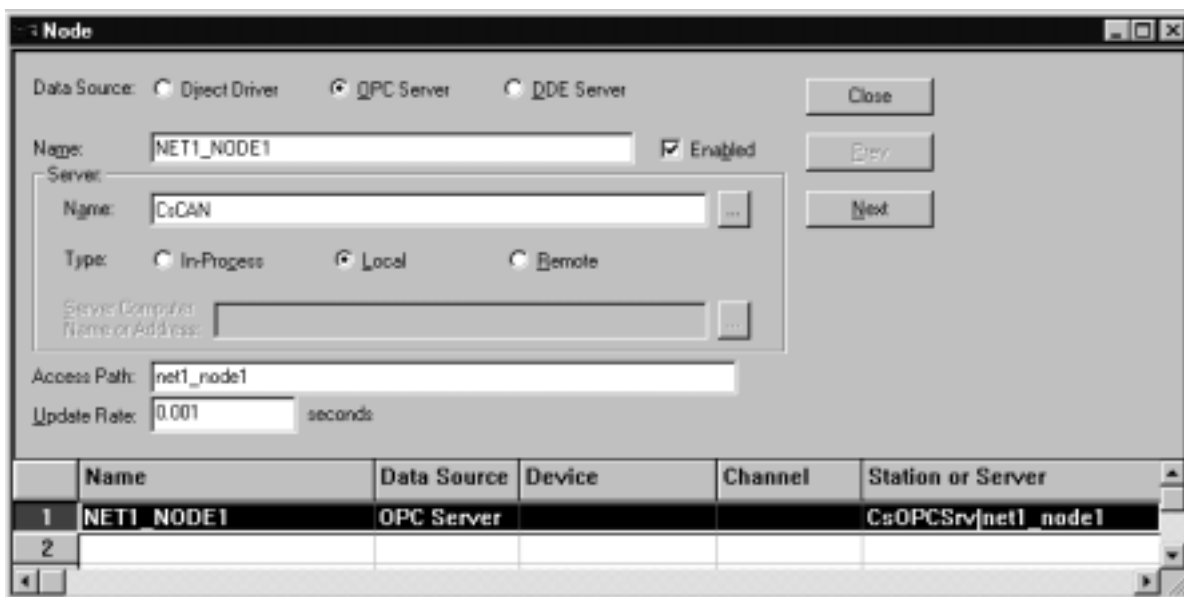 Node
Data Source: Direct Driver OPC Server DDE Server Close
Name: NET1_NODE1 Enabled Prev
Server:
Name: CsCAN ... Next
Type: In-Process Local Remote
Server Computer
Name or Address: ...
Access Path: net1_node1
Update Rate: 0.001 seconds
Name Data Source Device Channel Station or Server
1 NET1_NODE1 OPC Server CsOPCSrv|net1_node1
2